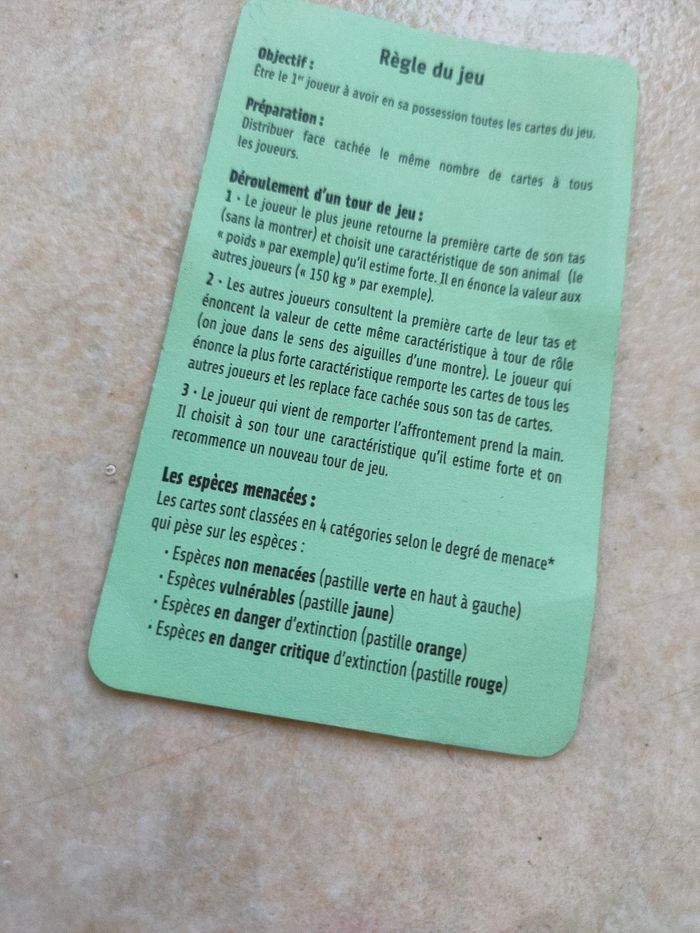 Règle du jeu
Objectif :
Être le 1er joueur à avoir en sa possession toutes les cartes du jeu.
Préparation :
Distribuer face cachée le même nombre de cartes à tous
les joueurs.
Déroulement d'un tour de jeu :
1 · Le joueur le plus jeune retourne la première carte de son tas
(sans la montrer) et choisit une caractéristique de son animal (le
« poids » par exemple) qu'il estime forte. Il en énonce la valeur aux
autres joueurs (« 150 kg » par exemple).
2 · Les autres joueurs consultent la première carte de leur tas et
énoncent la valeur de cette même caractéristique à tour de rôle
(on joue dans le sens des aiguilles d'une montre). Le joueur qui
énonce la plus forte caractéristique remporte les cartes de tous les
autres joueurs et les replace face cachée sous son tas de cartes.
3 · Le joueur qui vient de remporter l'affrontement prend la main.
Il choisit à son tour une caractéristique qu'il estime forte et on
recommence un nouveau tour de jeu.
Les espèces menacées :
Les cartes sont classées en 4 catégories selon le degré de menace*
qui pèse sur les espèces :
· Espèces non menacées (pastille verte en haut à gauche)
· Espèces vulnérables (pastille jaune)
· Espèces en danger d'extinction (pastille orange)
· Espèces en danger critique d'extinction (pastille rouge)